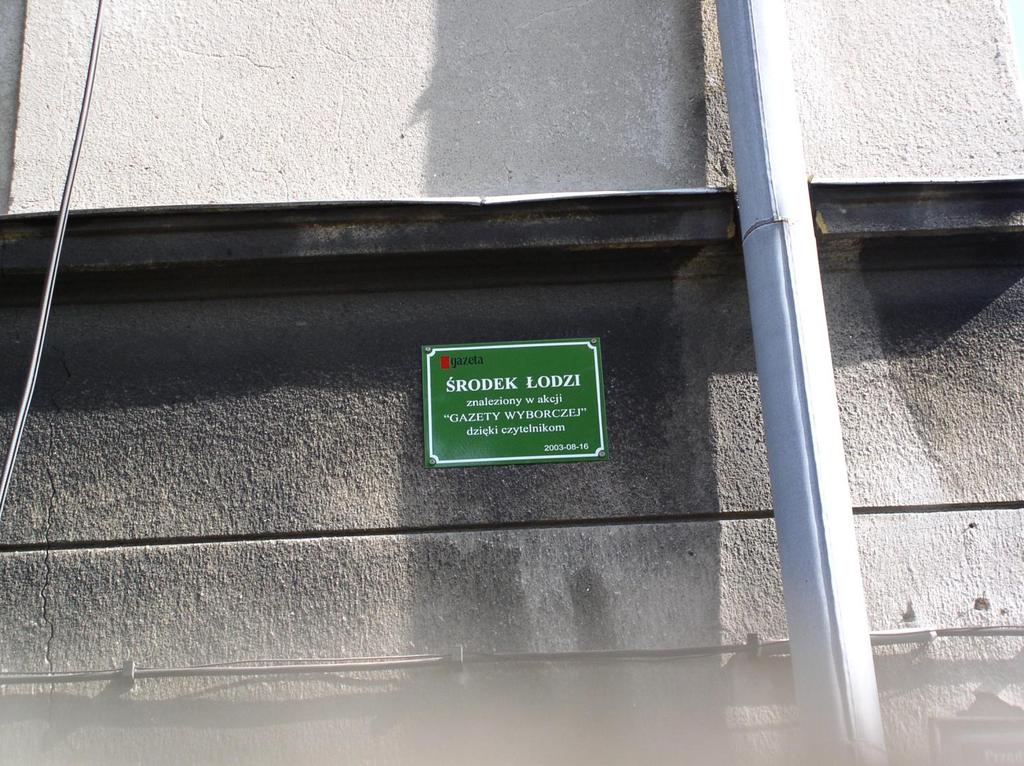 gazeta
ŚRODEK ŁODZI
znaleziony w akcji
"GAZETY WYBORCZEJ"
dzięki czytelnikom
2003-08-16